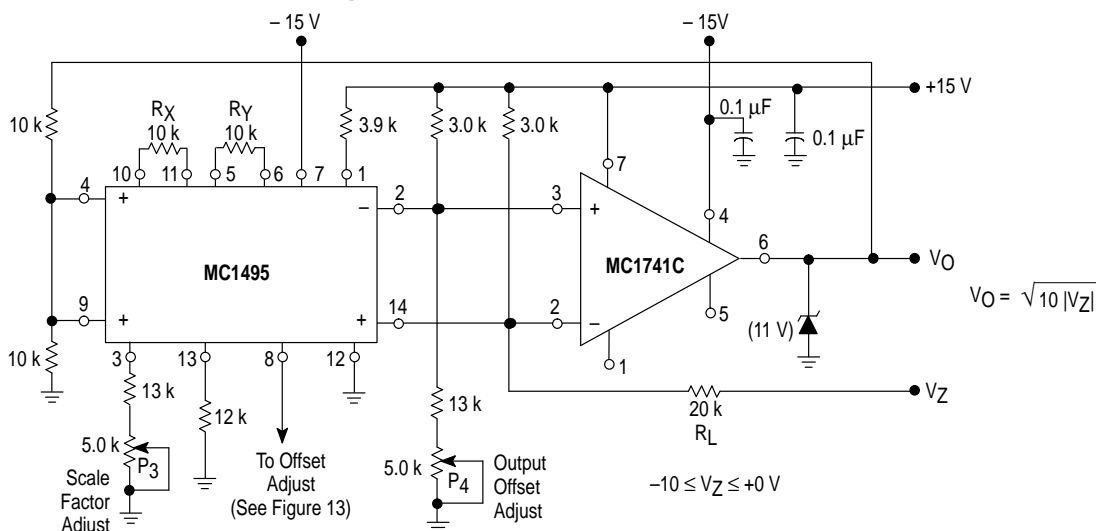 – 15 V
– 15V
+15 V
10 k
RX
10 k
RY
10 k
3.9 k
3.0 k
3.0 k
0.1 µF
0.1 µF
10
11
5
6
7
1
7
4
+
–
2
3
+
4
MC1495
MC1741C
6
VO
VO = √10 |VZ|
9
+
+
14
2
–
5
(11 V)
10 k
3
13
8
12
1
13 k
12 k
13 k
20 k
RL
VZ
5.0 k
P3
5.0 k
P4
Scale
Factor
Adjust
To Offset
Adjust
(See Figure 13)
Output
Offset
Adjust
–10 ≤ VZ ≤ +0 V